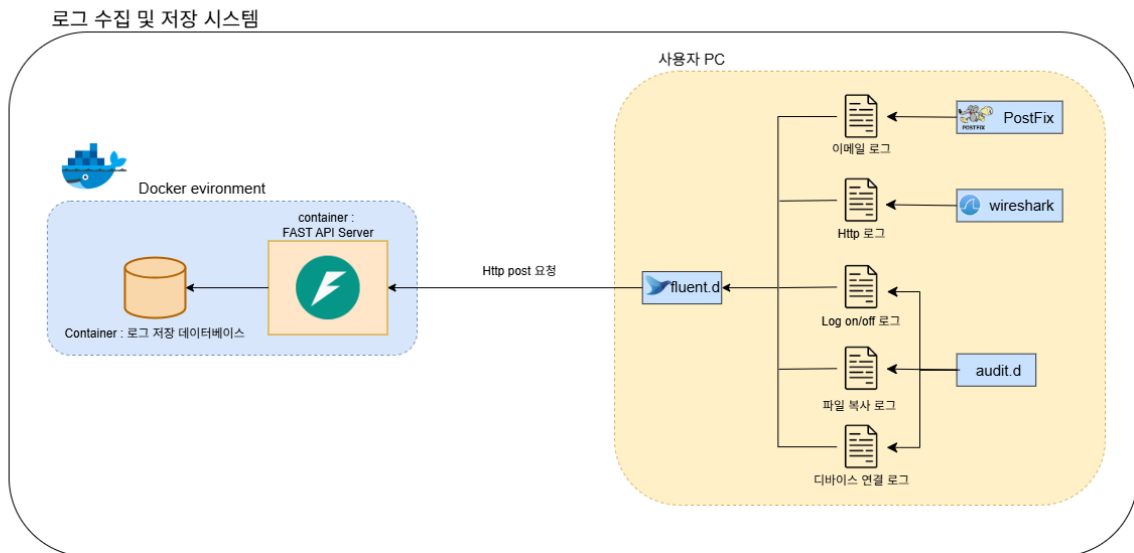 로그 수집 및 저장 시스템
사용자 PC
POSTFIX
PostFix
이메일 로그
wireshark
Http 로그
Docker evironment
container :
FAST API Server
Http post 요청
fluent.d
Log on/off 로그
Container : 로그 저장 데이터베이스
audit.d
파일 복사 로그
디바이스 연결 로그